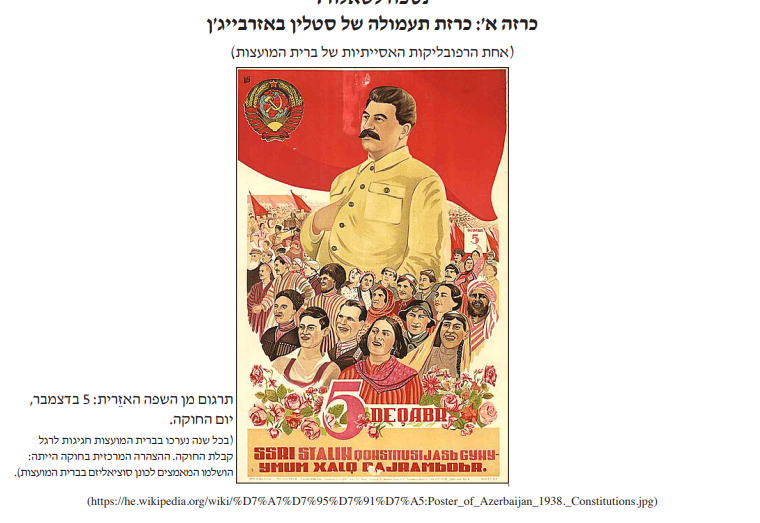 כרזה א': כרזת תעמולה של סטלין באזרבייג'ן
(אחת הרפובליקות האסייתיות של ברית המועצות)
5
5 DEQABR
SSRI STALIN QONSTITUSIJASЬ GYNY-
YMUM XALQ BAJRAMЬDЬR.
תרגום מן השפה האזֵרית: 5 בדצמבר,
יום החוקה.
(בכל שנה נערכו בברית המועצות חגיגות לרגל
קבלת החוקה. ההצהרה המרכזית בחוקה הייתה:
הושלמו המאמצים לכונן סוציאליזם בברית המועצות).
(https://he.wikipedia.org/wiki/%D7%A7%D7%95%D7%91%D7%A5:Poster_of_Azerbaijan_1938._Constitutions.jpg)